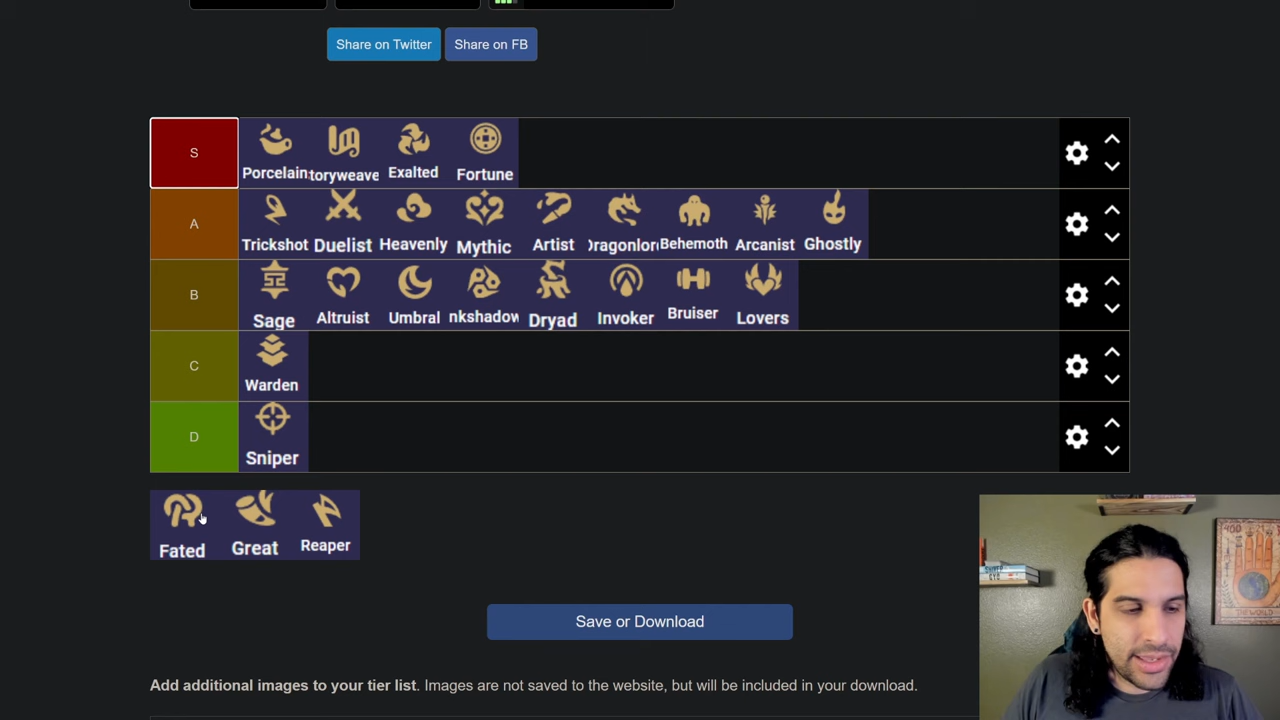 Share on Twitter Share on FB
S Porcelain toryweave Exalted Fortune
A Trickshot Duelist Heavenly Mythic Artist Dragonlor Behemoth Arcanist Ghostly
B Sage Altruist Umbral nkshadow Dryad Invoker Bruiser Lovers
C Warden
D Sniper
Fated Great Reaper
Save or Download
Add additional images to your tier list. Images are not saved to the website, but will be included in your download.
THE WORLD